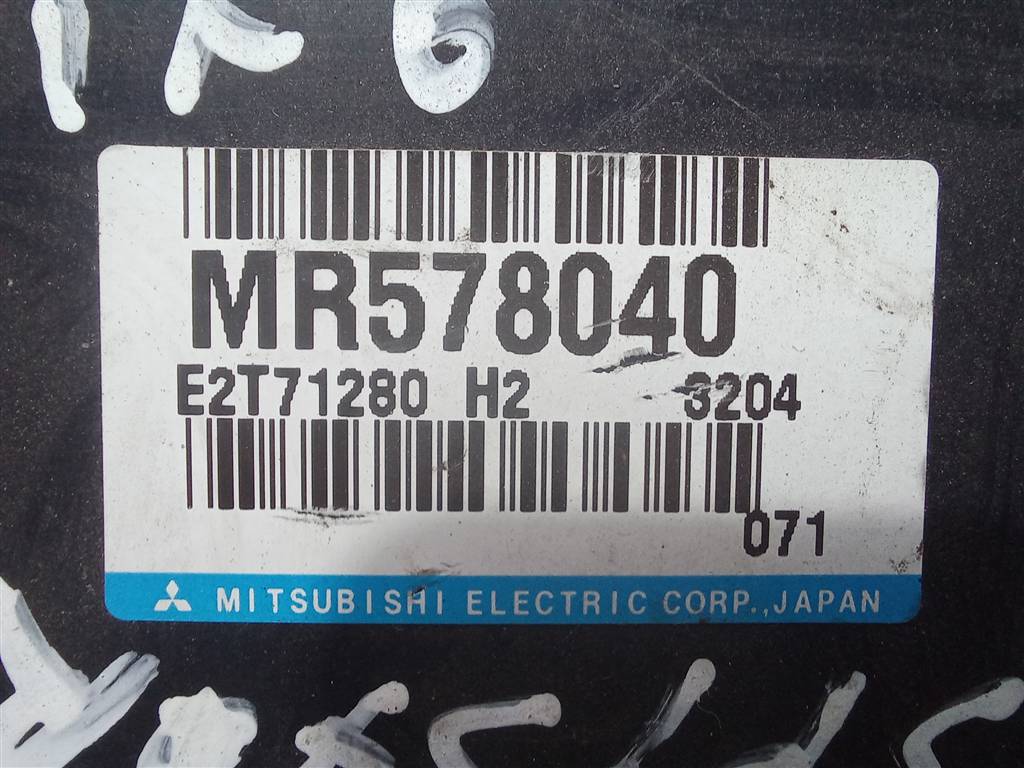 MR578040
E2T71280 H2 3204
071
MITSUBISHI ELECTRIC CORP.,JAPAN